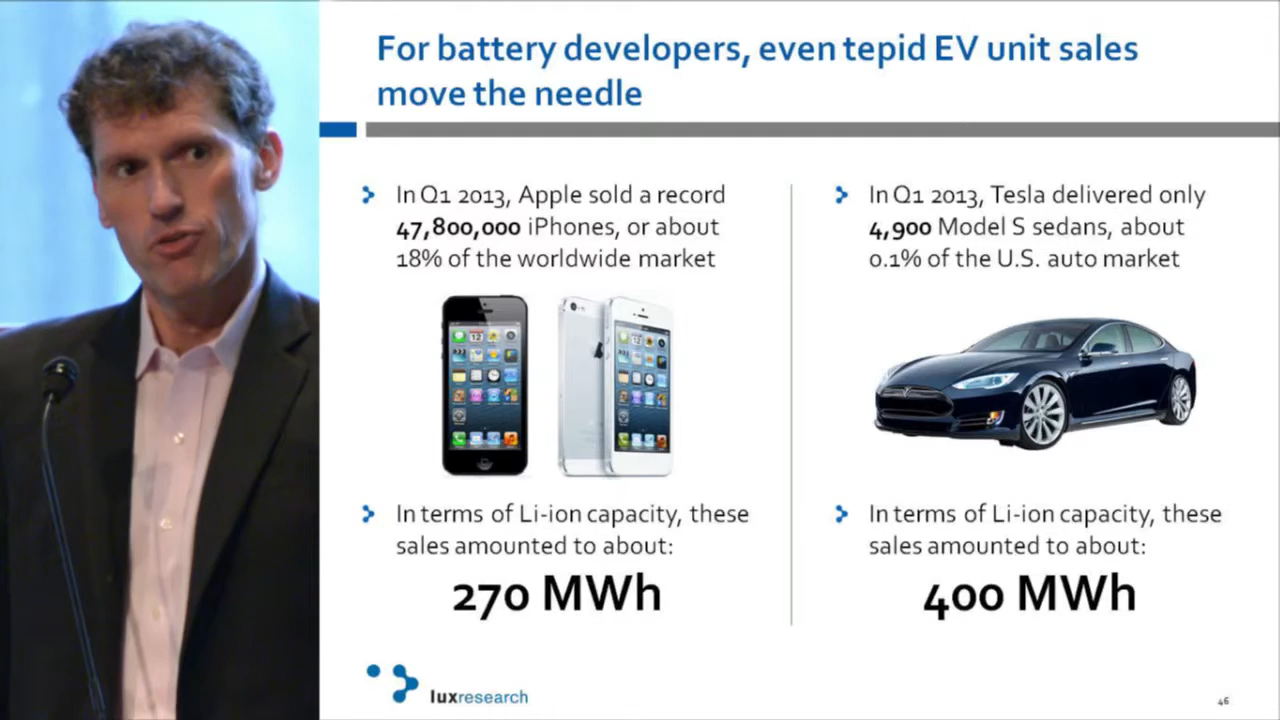 For battery developers, even tepid EV unit sales
move the needle
In Q1 2013, Apple sold a record
47,800,000 iPhones, or about
18% of the worldwide market
In terms of Li-ion capacity, these
sales amounted to about:
270 MWh
In Q1 2013, Tesla delivered only
4,900 Model S sedans, about
0.1% of the U.S. auto market
In terms of Li-ion capacity, these
sales amounted to about:
400 MWh
luxresearch
46